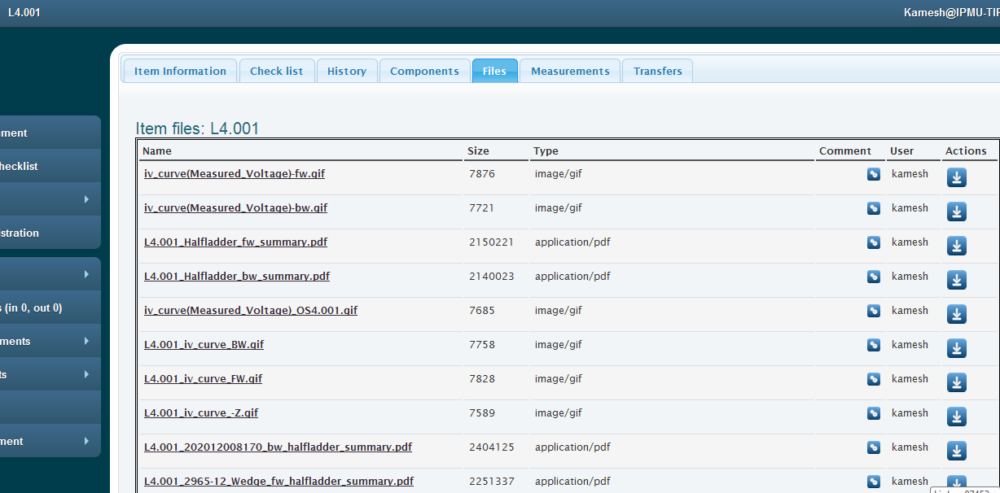 L4.001 Kamesh@IPMU-TIP
Item Information Check list History Components Files Measurements Transfers
Item files: L4.001
Name Size Type Comment User Actions
iv_curve(Measured_Voltage)-fw.gif 7876 image/gif kamesh
iv_curve(Measured_Voltage)-bw.gif 7721 image/gif kamesh
L4.001_Halfladder_fw_summary.pdf 2150221 application/pdf kamesh
L4.001_Halfladder_bw_summary.pdf 2140023 application/pdf kamesh
iv_curve(Measured_Voltage)_OS4.001.gif 7685 image/gif kamesh
L4.001_iv_curve_BW.gif 7758 image/gif kamesh
L4.001_iv_curve_FW.gif 7828 image/gif kamesh
L4.001_iv_curve_-Z.gif 7589 image/gif kamesh
L4.001_202012008170_bw_halfladder_summary.pdf 2404125 application/pdf kamesh
L4.001_2965-12_Wedge_fw_halfladder_summary.pdf 2251337 application/pdf kamesh
ment
hecklist
stration
s (in 0, out 0)
ments
ts
ment